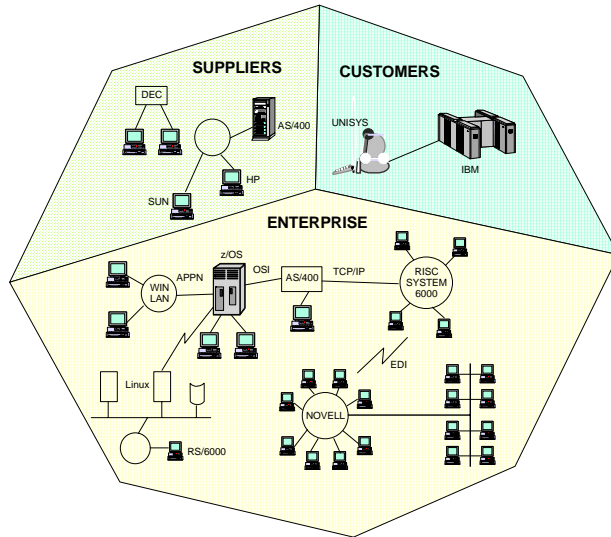 SUPPLIERS
CUSTOMERS
DEC
AS/400
UNISYS
IBM
HP
SUN
ENTERPRISE
z/OS
WIN
LAN
APPN
OSI
AS/400
TCP/IP
RISC
SYSTEM
6000
EDI
Linux
NOVELL
RS/6000